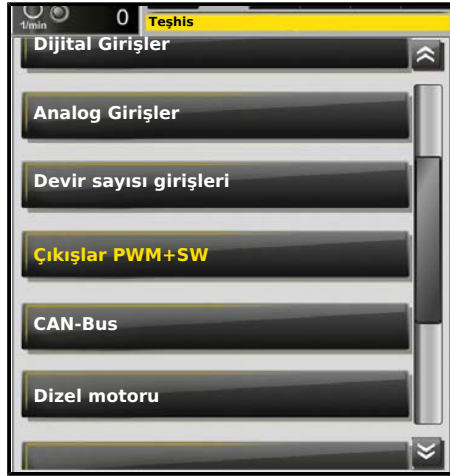 1/min 0 Teşhis
Dijital Girişler
Analog Girişler
Devir sayısı girişleri
Çıkışlar PWM+SW
CAN-Bus
Dizel motoru